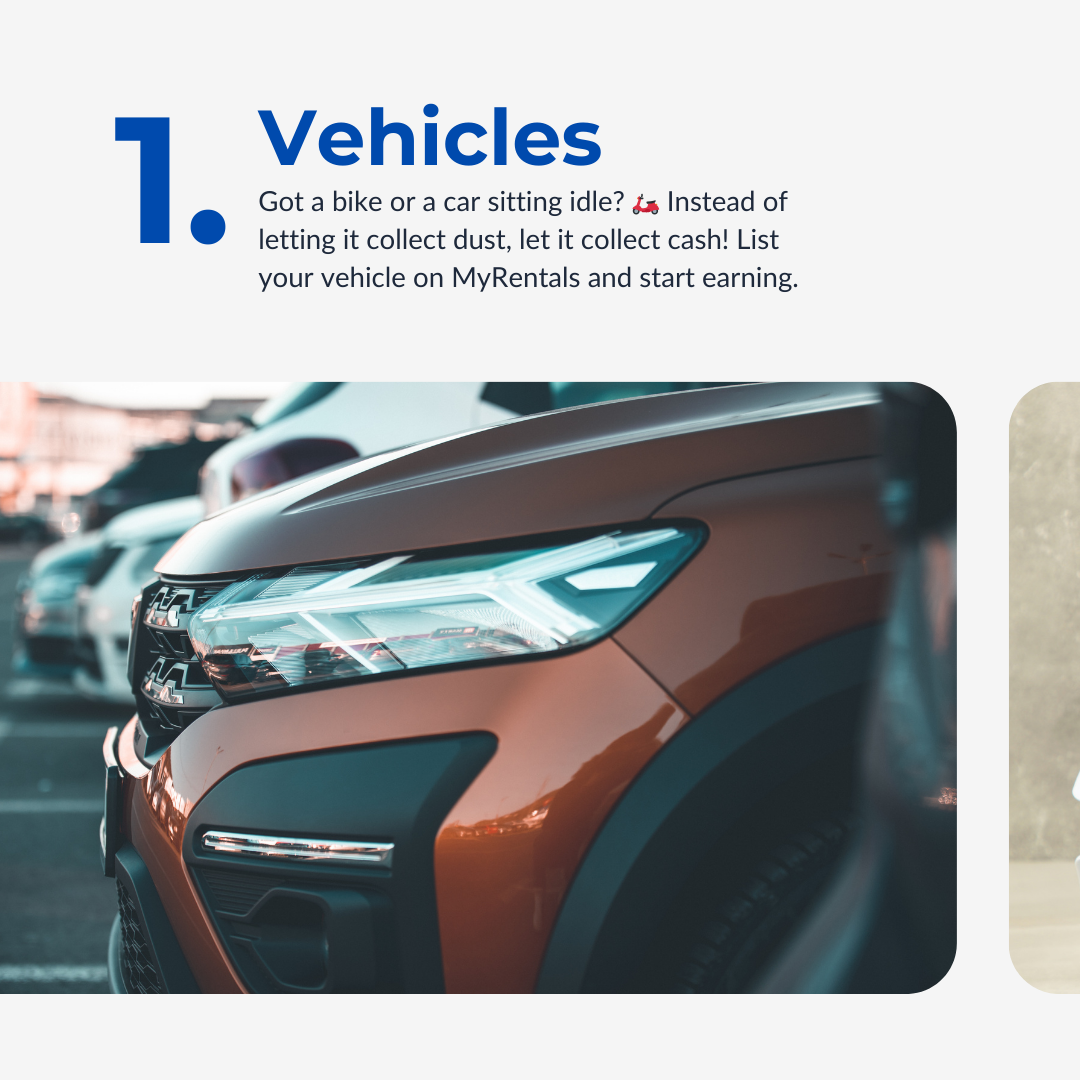 1.
Vehicles
Got a bike or a car sitting idle? 🛵 Instead of
letting it collect dust, let it collect cash! List
your vehicle on MyRentals and start earning.